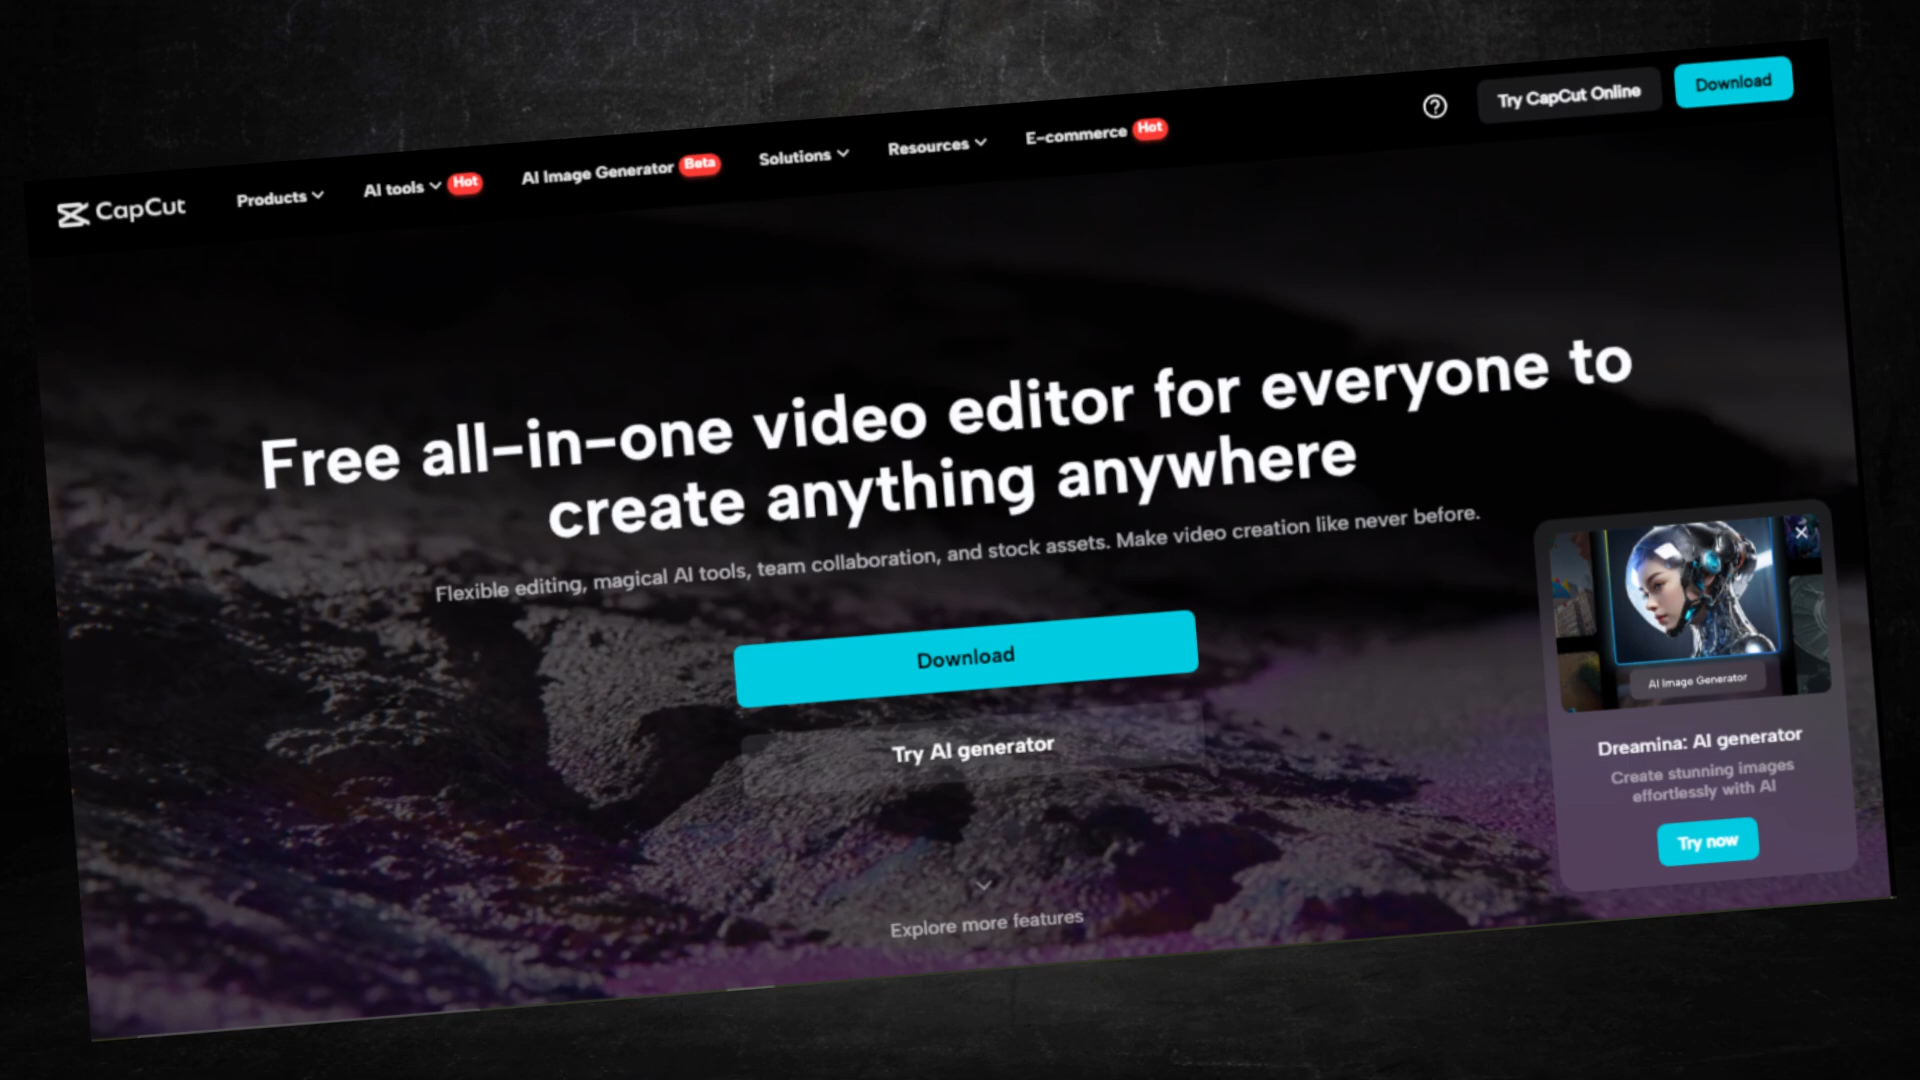 CapCut
Products
AI tools Hot
AI Image Generator Beta
Solutions
Resources
E-commerce Hot
Try CapCut Online
Download
Free all-in-one video editor for everyone to
create anything anywhere
Flexible editing, magical AI tools, team collaboration, and stock assets. Make video creation like never before.
Download
Try AI generator
Explore more features
AI Image Generator
Dreamina: AI generator
Create stunning images
effortlessly with AI
Try now